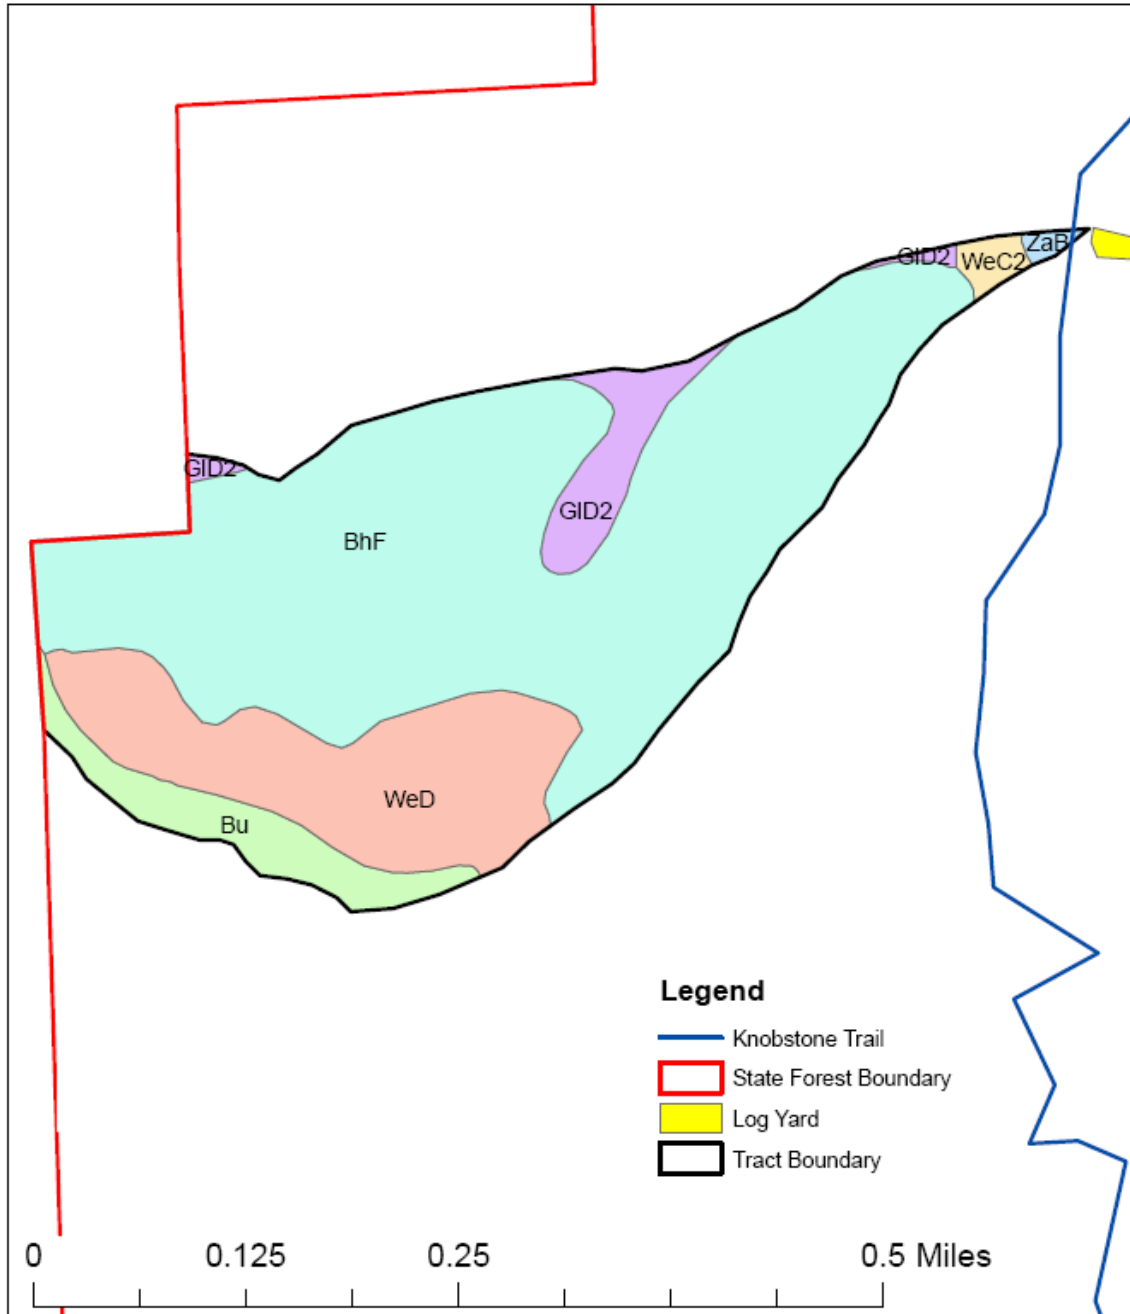 GlD2
WeC2
ZaB
GlD2
GlD2
BhF
WeD
Bu
Legend
Knobstone Trail
State Forest Boundary
Log Yard
Tract Boundary
0 0.125 0.25 0.5 Miles